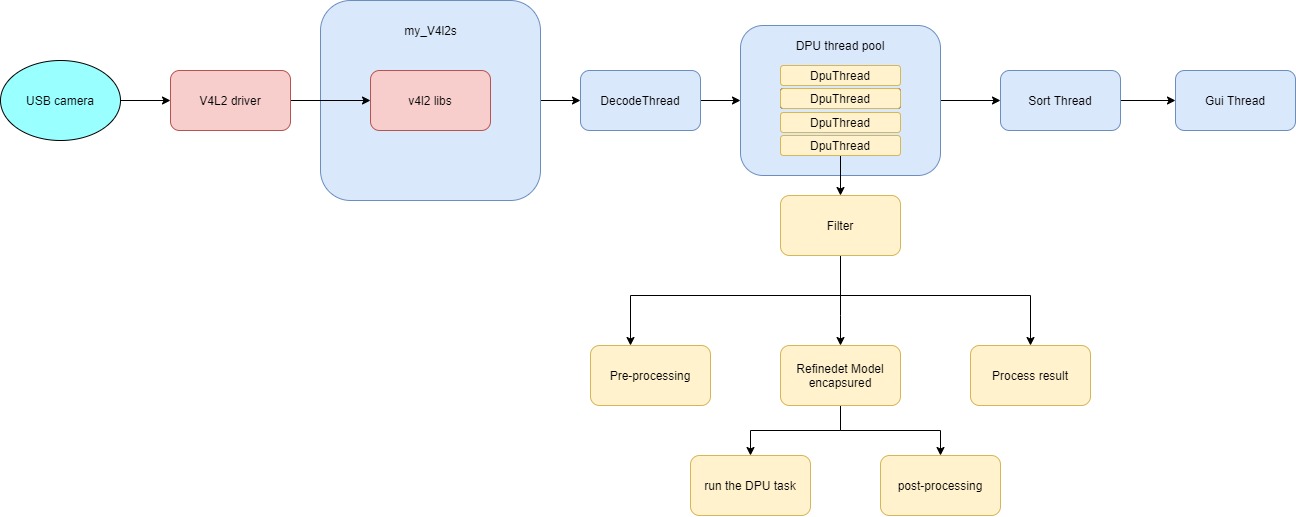 USB camera
V4L2 driver
my_V4l2s
v4l2 libs
DecodeThread
DPU thread pool
DpuThread
DpuThread
DpuThread
DpuThread
Sort Thread
Gui Thread
Filter
Pre-processing
Refinedet Model
encapsured
Process result
run the DPU task
post-processing